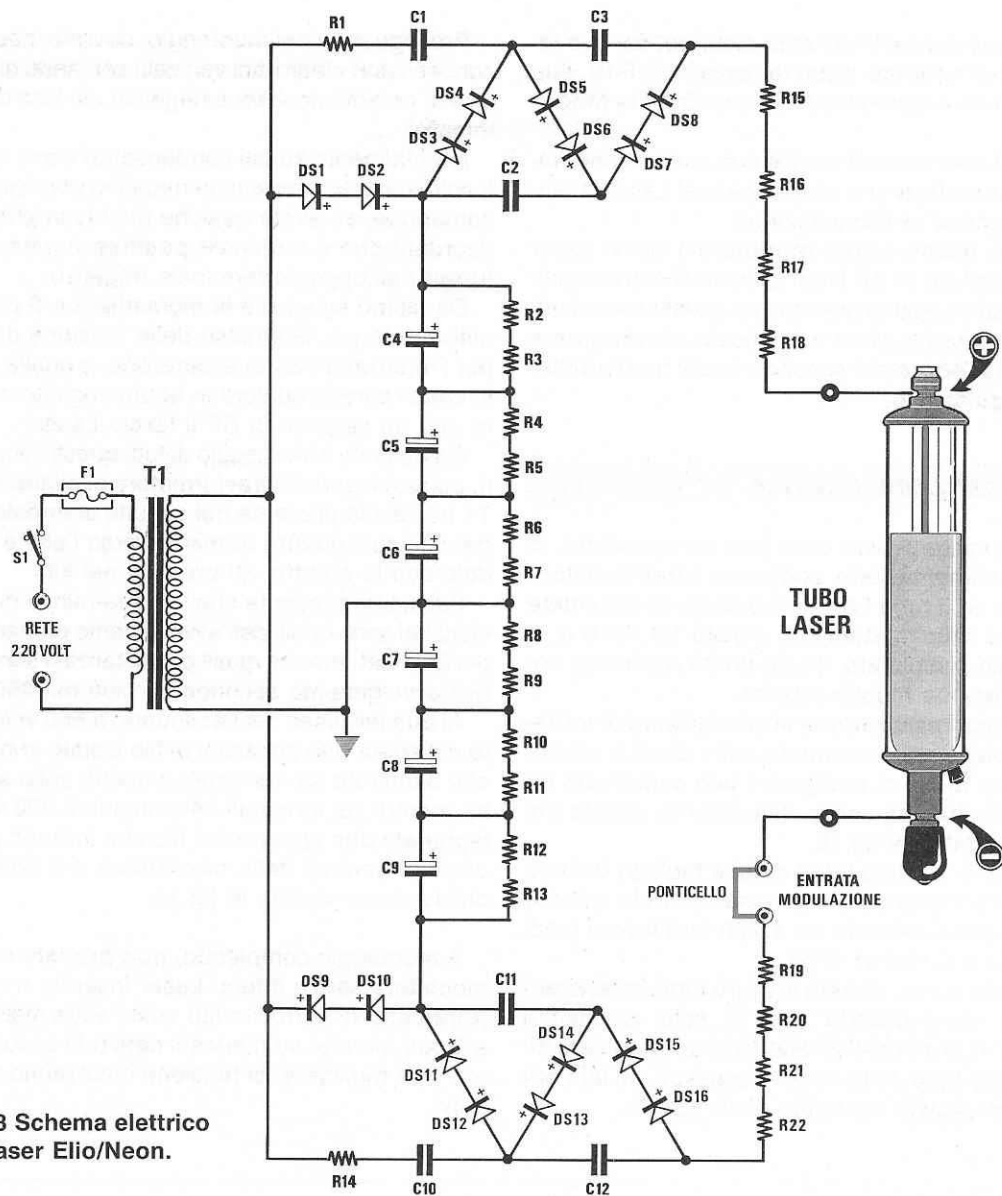 R1
C1
C3
DS4
DS5
DS8
DS3
DS6
DS7
DS1
DS2
C2
R15
R16
R17
R18
R2
C4
R3
R4
C5
R5
F1
T1
R6
S1
C6
R7
TUBO
LASER
RETE
220 VOLT
R8
C7
R9
R10
C8
R11
R12
C9
R13
PONTICELLO
ENTRATA
MODULAZIONE
DS9
DS10
C11
R19
DS14
DS15
R20
DS11
R21
DS16
DS12
DS13
R22
3 Schema elettrico
aser Elio/Neon.
R14
C10
C12